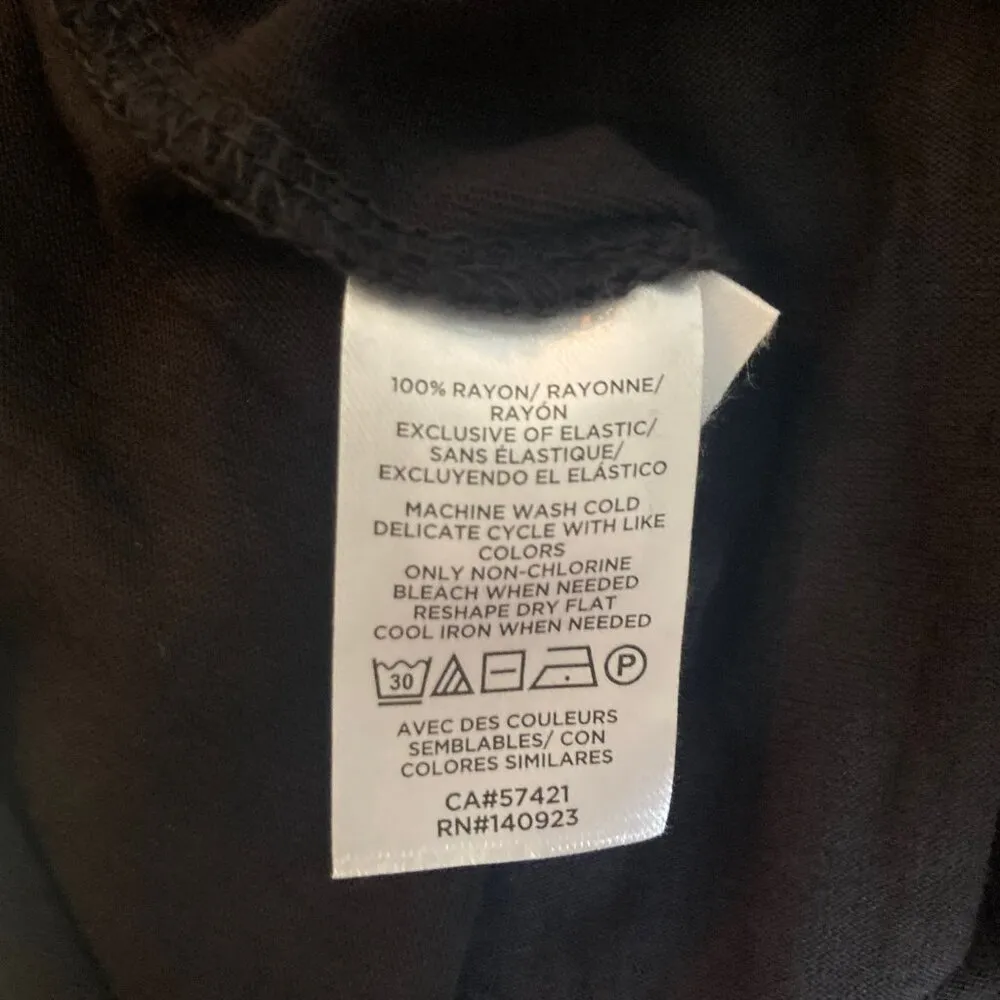 100% RAYON/ RAYONNE/
RAYÓN
EXCLUSIVE OF ELASTIC/
SANS ÉLASTIQUE/
EXCLUYENDO EL ELÁSTICO
MACHINE WASH COLD
DELICATE CYCLE WITH LIKE
COLORS
ONLY NON-CHLORINE
BLEACH WHEN NEEDED
RESHAPE DRY FLAT
COOL IRON WHEN NEEDED
30 P
AVEC DES COULEURS
SEMBLABLES/ CON
COLORES SIMILARES
CA#57421
RN#140923